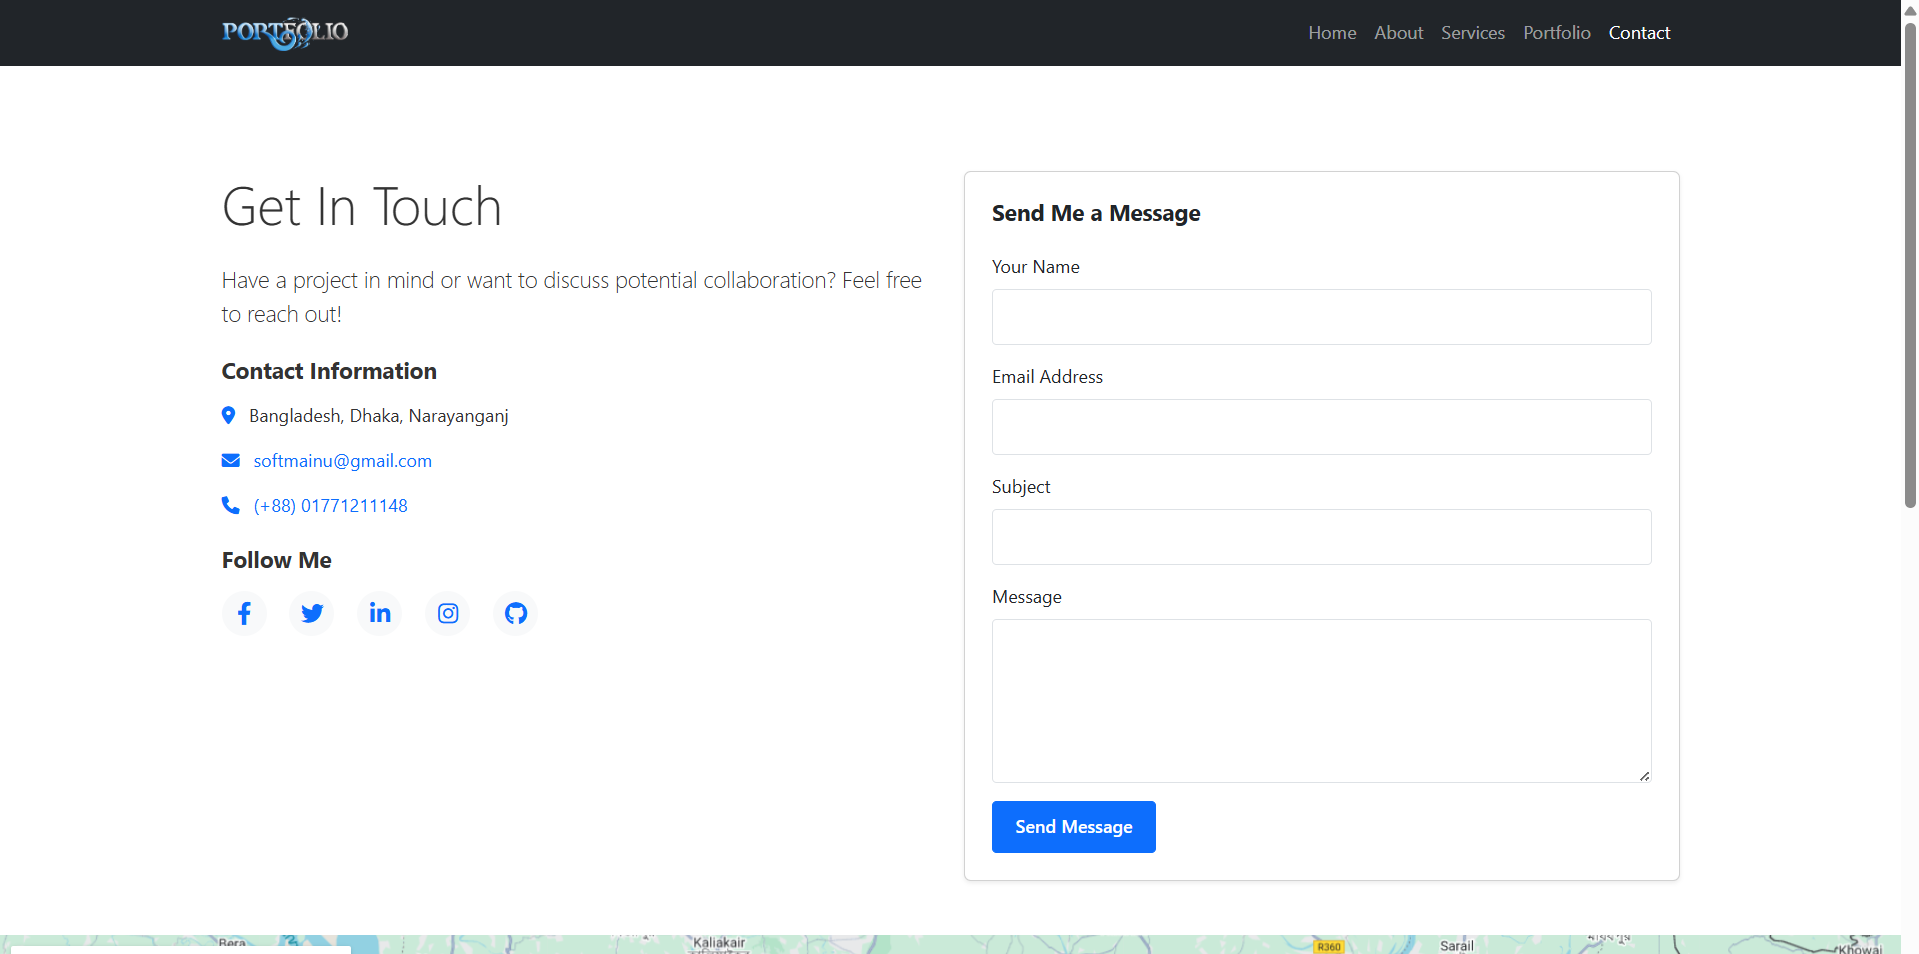 PORTFOLIO
Home About Services Portfolio Contact
Get In Touch
Have a project in mind or want to discuss potential collaboration? Feel free
to reach out!
Contact Information
Bangladesh, Dhaka, Narayanganj
softmainu@gmail.com
(+88) 01771211148
Follow Me
Send Me a Message
Your Name
Email Address
Subject
Message
Send Message
Bera
Kaliakair
R360
Sarail
Khowai